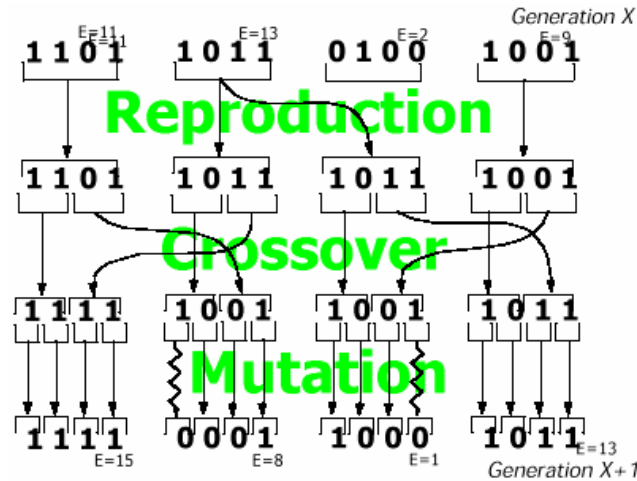 Generation X
E=11 E=11 E=13 E=2 E=9
1 1 0 1 1 0 1 1 0 1 0 0 1 0 0 1
Reproduction
1 1 0 1 1 0 1 1 1 0 1 1 1 0 0 1
Crossover
1 1 1 1 1 0 0 1 1 0 0 1 1 0 1 1
Mutation
1 1 1 1 0 0 0 1 1 0 0 0 1 0 1 1
E=15 E=8 E=1 E=13
Generation X+1